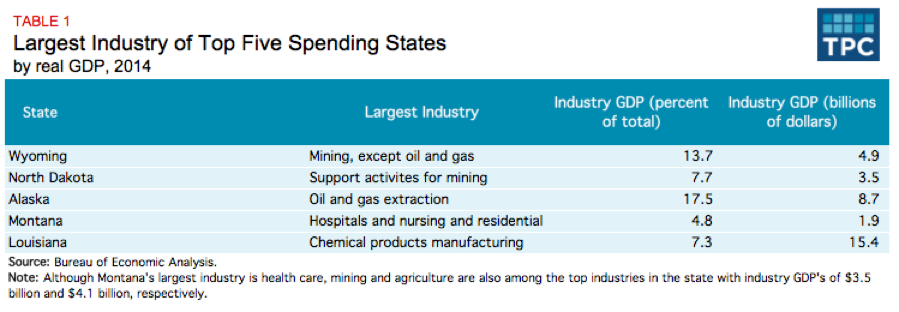 TABLE 1
Largest Industry of Top Five Spending States
by real GDP, 2014
TPC
State Largest Industry Industry GDP (percent of total) Industry GDP (billions of dollars)
Wyoming Mining, except oil and gas 13.7 4.9
North Dakota Support activites for mining 7.7 3.5
Alaska Oil and gas extraction 17.5 8.7
Montana Hospitals and nursing and residential 4.8 1.9
Louisiana Chemical products manufacturing 7.3 15.4
Source: Bureau of Economic Analysis.
Note: Although Montana's largest industry is health care, mining and agriculture are also among the top industries in the state with industry GDP's of $3.5
billion and $4.1 billion, respectively.